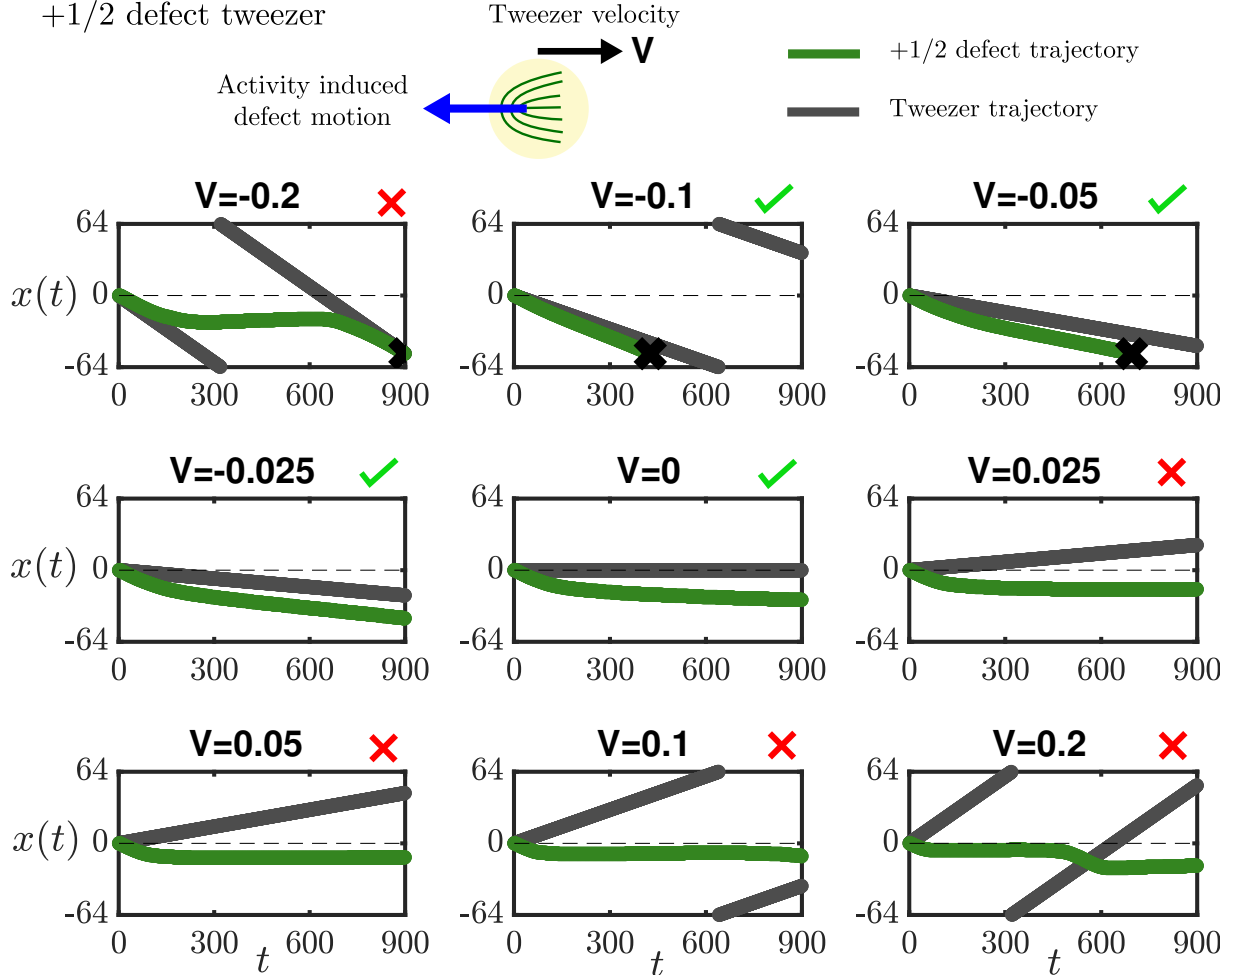 +1/2 defect tweezer
Tweezer velocity
V
Activity induced
defect motion
+1/2 defect trajectory
Tweezer trajectory
V=-0.2
V=-0.1
V=-0.05
64
0
-64
x(t)
0 300 600 900
64
0
-64
0 300 600 900
64
0
-64
0 300 600 900
V=-0.025
V=0
V=0.025
64
0
-64
x(t)
0 300 600 900
64
0
-64
0 300 600 900
64
0
-64
0 300 600 900
V=0.05
V=0.1
V=0.2
64
0
-64
x(t)
0 300 600 900
t
64
0
-64
0 300 600 900
t
64
0
-64
0 300 600 900
t